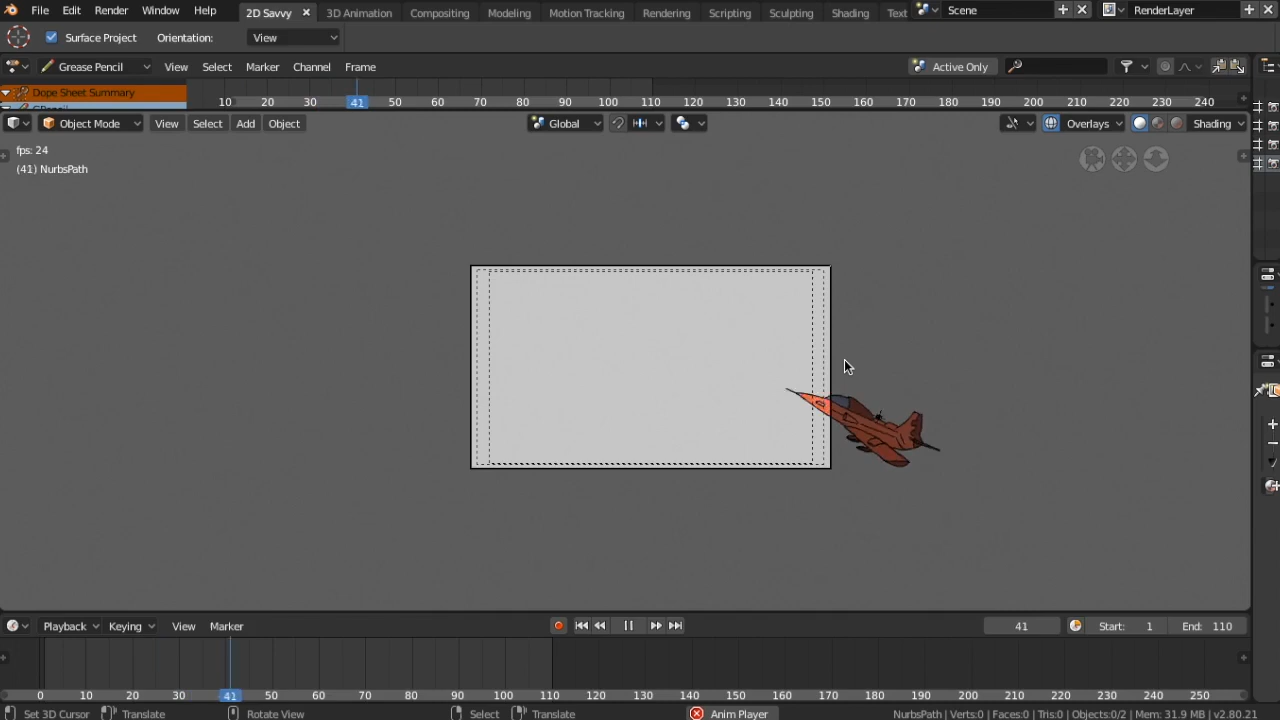 File Edit Render Window Help 2D Savvy 3D Animation Compositing Modeling Motion Tracking Rendering Scripting Sculpting Shading Text Scene RenderLayer
Surface Project Orientation: View
Grease Pencil View Select Marker Channel Frame Active Only
Dope Sheet Summary
10 20 30 41 50 60 70 80 90 100 110 120 130 140 150 160 170 180 190 200 210 220 230 240
Object Mode View Select Add Object Global Overlays Shading
fps: 24
(41) NurbsPath
Playback Keying View Marker 41 Start: 1 End: 110
0 10 20 30 41 50 60 70 80 90 100 110 120 130 140 150 160 170 180 190 200 210 220 230 240 250
Set 3D Cursor Translate Rotate View Select Translate Anim Player NurbsPath | Verts:0 | Faces:0 | Tris:0 | Objects:0/2 | Mem: 31.9 MB | v2.80.21